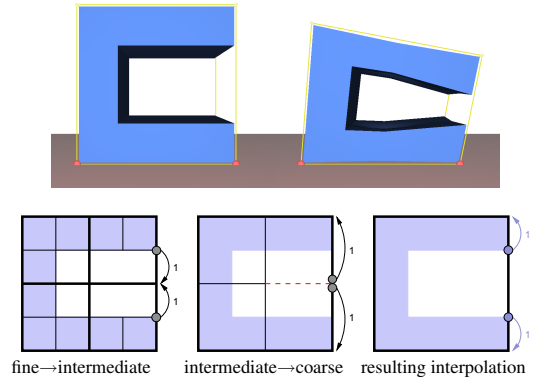 1
1
1
1
1
1
fine→intermediate
intermediate→coarse
resulting interpolation